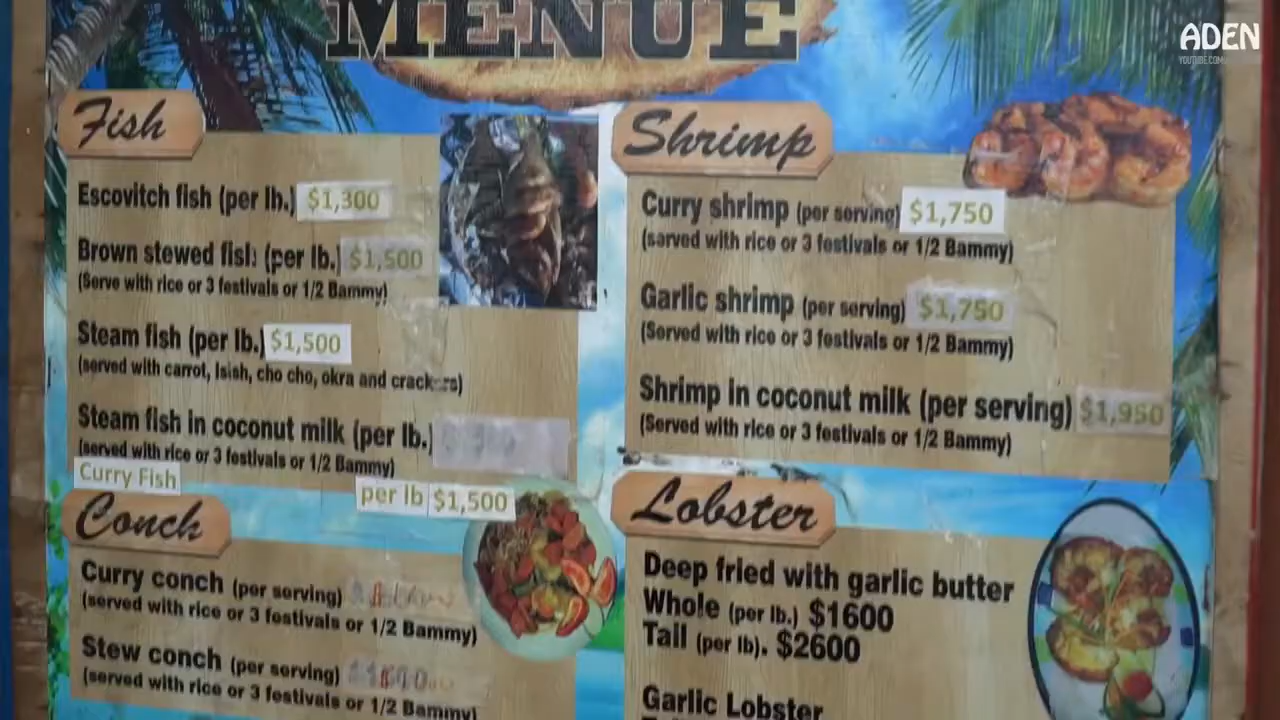 MENUE
ADEN
YOUTUBE.COM/
Fish
Escovitch fish (per lb.) $1,300
Brown stewed fish (per lb.) $1,500
(Serve with rice or 3 festivals or 1/2 Bammy)
Steam fish (per lb.) $1,500
(served with carrot, Isish, cho cho, okra and crackers)
Steam fish in coconut milk (per lb.)
(served with rice or 3 festivals or 1/2 Bammy)
Curry Fish
per lb $1,500
Conch
Curry conch (per serving)
(served with rice or 3 festivals or 1/2 Bammy)
Stew conch (per serving)
(served with rice or 3 festivals or 1/2 Bammy)
Shrimp
Curry shrimp (per serving) $1,750
(sarved with rice or 3 festivals or 1/2 Bammy)
Garlic shrimp (per serving) $1,750
(Served with rice or 3 festivals or 1/2 Bammy)
Shrimp in coconut milk (per serving) $1,950
(Served with rice or 3 festivals or 1/2 Bammy)
Lobster
Deep fried with garlic butter
Whole (per lb.) $1600
Tail (per lb). $2600
Garlic Lobster